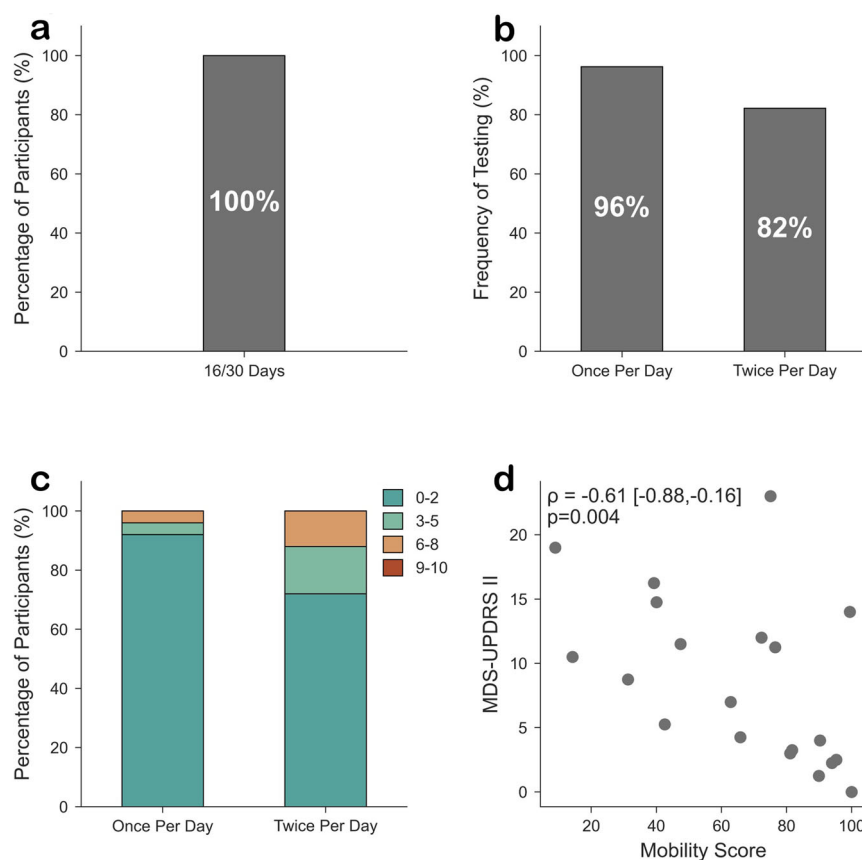 a
Percentage of Participants (%)
100
80
60
40
20
0
100%
16/30 Days
b
Frequency of Testing (%)
100
80
60
40
20
0
96%
82%
Once Per Day
Twice Per Day
c
Percentage of Participants (%)
100
80
60
40
20
0
Once Per Day
Twice Per Day
0-2
3-5
6-8
9-10
d
ρ = -0.61 [-0.88,-0.16]
p=0.004
MDS-UPDRS II
20
15
10
5
0
20
40
60
80
100
Mobility Score